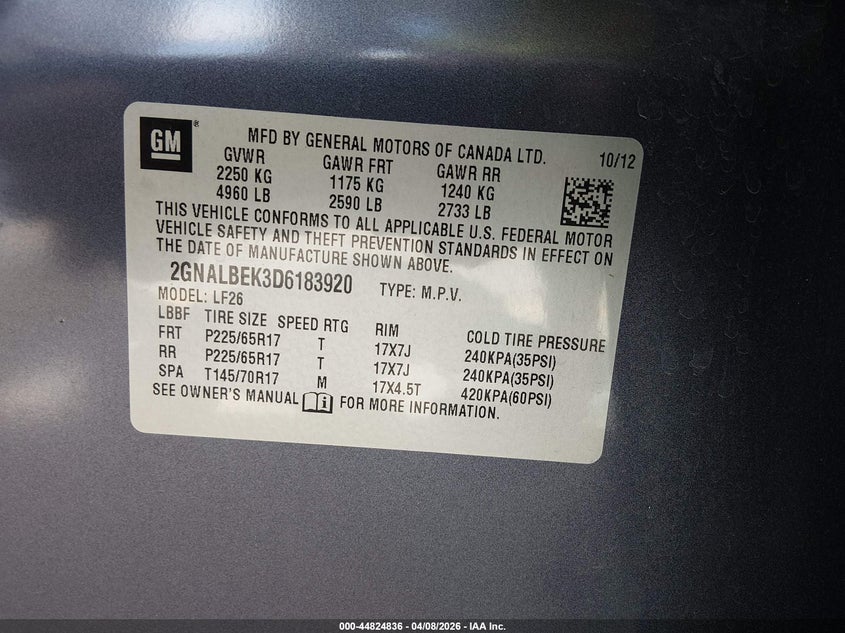 GM ®
MFD BY GENERAL MOTORS OF CANADA LTD. 10/12
GVWR GAWR FRT GAWR RR
2250 KG 1175 KG 1240 KG
4960 LB 2590 LB 2733 LB
THIS VEHICLE CONFORMS TO ALL APPLICABLE U.S. FEDERAL MOTOR
VEHICLE SAFETY AND THEFT PREVENTION STANDARDS IN EFFECT ON
THE DATE OF MANUFACTURE SHOWN ABOVE.
2GNALBEK3D6183920 TYPE: M.P.V.
MODEL: LF26
LBBF TIRE SIZE SPEED RTG RIM COLD TIRE PRESSURE
FRT P225/65R17 T 17X7J 240KPA(35PSI)
RR P225/65R17 T 17X7J 240KPA(35PSI)
SPA T145/70R17 M 17X4.5T 420KPA(60PSI)
SEE OWNER'S MANUAL i FOR MORE INFORMATION.
000-44824836 - 04/08/2026 - IAA Inc.